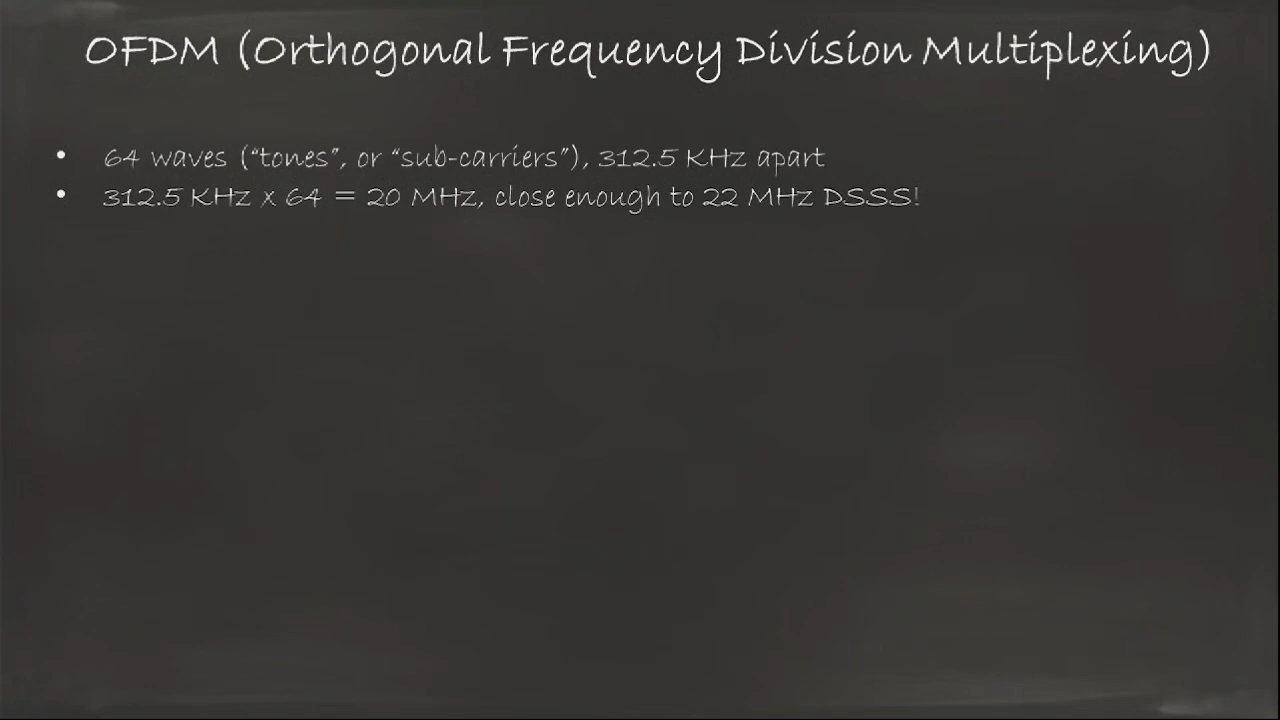 OFDM (Orthogonal Frequency Division Multiplexing)
• 64 waves (“tones”, or “sub-carriers”), 312.5 KHz apart
• 312.5 KHz x 64 = 20 MHz, close enough to 22 MHz DSSS!